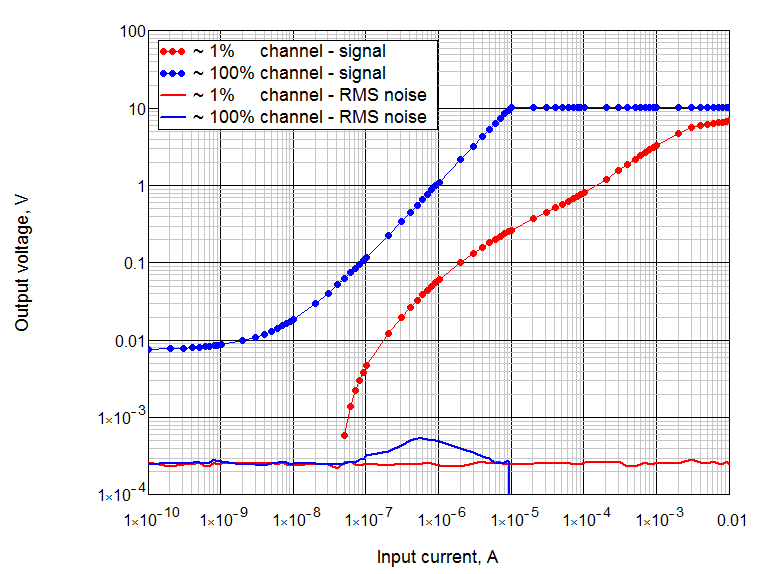 100
~ 1% channel - signal
~ 100% channel - signal
~ 1% channel - RMS noise
~ 100% channel - RMS noise
10
1
0.1
0.01
1×10⁻³
1×10⁻⁴
Output voltage, V
1×10⁻¹⁰ 1×10⁻⁹ 1×10⁻⁸ 1×10⁻⁷ 1×10⁻⁶ 1×10⁻⁵ 1×10⁻⁴ 1×10⁻³ 0.01
Input current, A